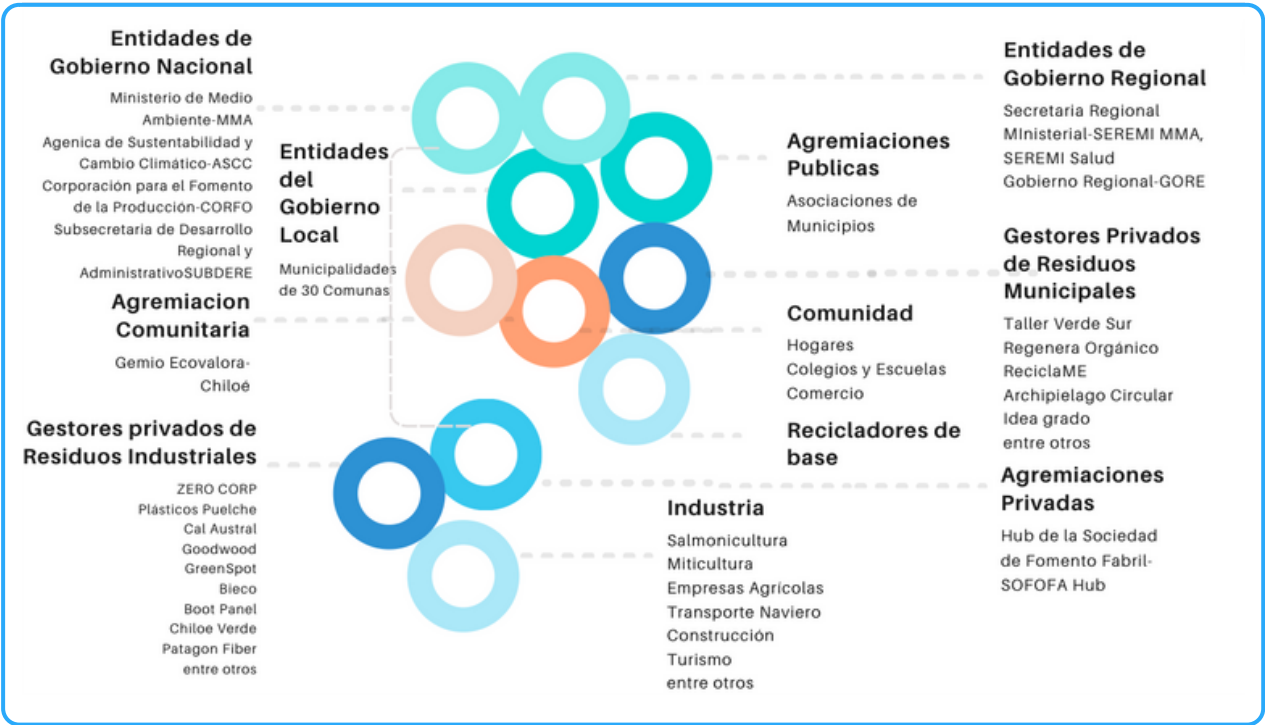 Entidades de
Gobierno Nacional
Ministerio de Medio
Ambiente-MMA
Agenica de Sustentabilidad y
Cambio Climático-ASCC
Corporación para el Fomento
de la Producción-CORFO
Subsecretaria de Desarrollo
Regional y
AdministrativoSUBDERE
Agremiacion
Comunitaria
Gemio Ecovalora-
Chiloé
Gestores privados de
Residuos Industriales
ZERO CORP
Plásticos Puelche
Cal Austral
Goodwood
GreenSpot
Bieco
Boot Panel
Chiloe Verde
Patagon Fiber
entre otros
Entidades
del
Gobierno
Local
Municipalidades
de 30 Comunas
Agremiaciones
Publicas
Asociaciones de
Municipios
Comunidad
Hogares
Colegios y Escuelas
Comercio
Recicladores de
base
Industria
Salmonicultura
Miticultura
Empresas Agrícolas
Transporte Naviero
Construcción
Turismo
entre otros
Entidades de
Gobierno Regional
Secretaria Regional
MInisterial-SEREMI MMA,
SEREMI Salud
Gobierno Regional-GORE
Gestores Privados
de Residuos
Municipales
Taller Verde Sur
Regenera Orgánico
ReciclaME
Archipielago Circular
Idea grado
entre otros
Agremiaciones
Privadas
Hub de la Sociedad
de Fomento Fabril-
SOFOFA Hub